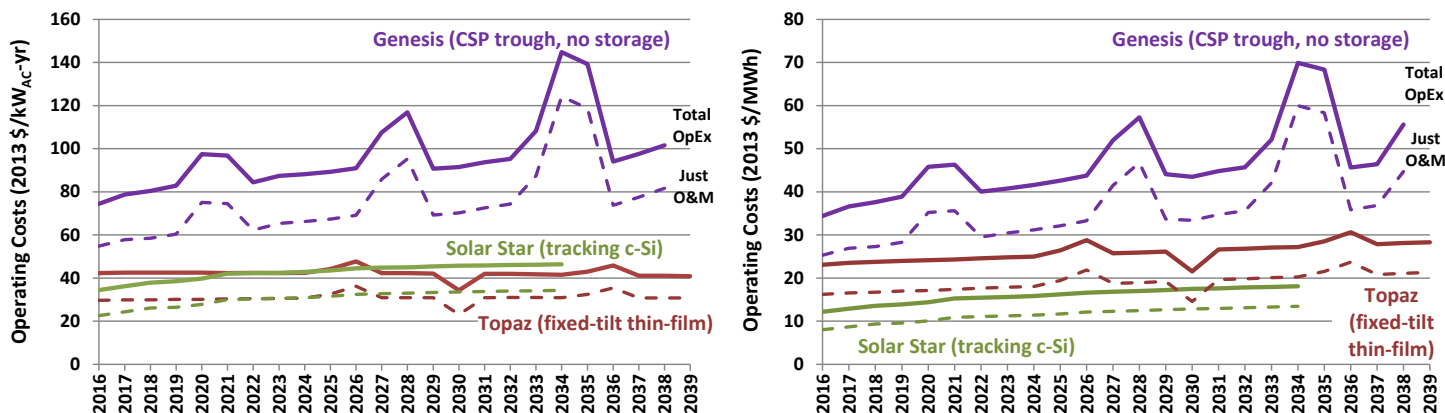 Operating Costs (2013 $/kWAC-yr)
160
140
120
100
80
60
40
20
0
Genesis (CSP trough, no storage)
Total
OpEx
Just
O&M
Solar Star (tracking c-Si)
Topaz (fixed-tilt thin-film)
2016 2017 2018 2019 2020 2021 2022 2023 2024 2025 2026 2027 2028 2029 2030 2031 2032 2033 2034 2035 2036 2037 2038 2039
Operating Costs (2013 $/MWh)
80
70
60
50
40
30
20
10
0
Genesis (CSP trough, no storage)
Total
OpEx
Just
O&M
Topaz
(fixed-tilt
thin-film)
Solar Star (tracking c-Si)
2016 2017 2018 2019 2020 2021 2022 2023 2024 2025 2026 2027 2028 2029 2030 2031 2032 2033 2034 2035 2036 2037 2038 2039